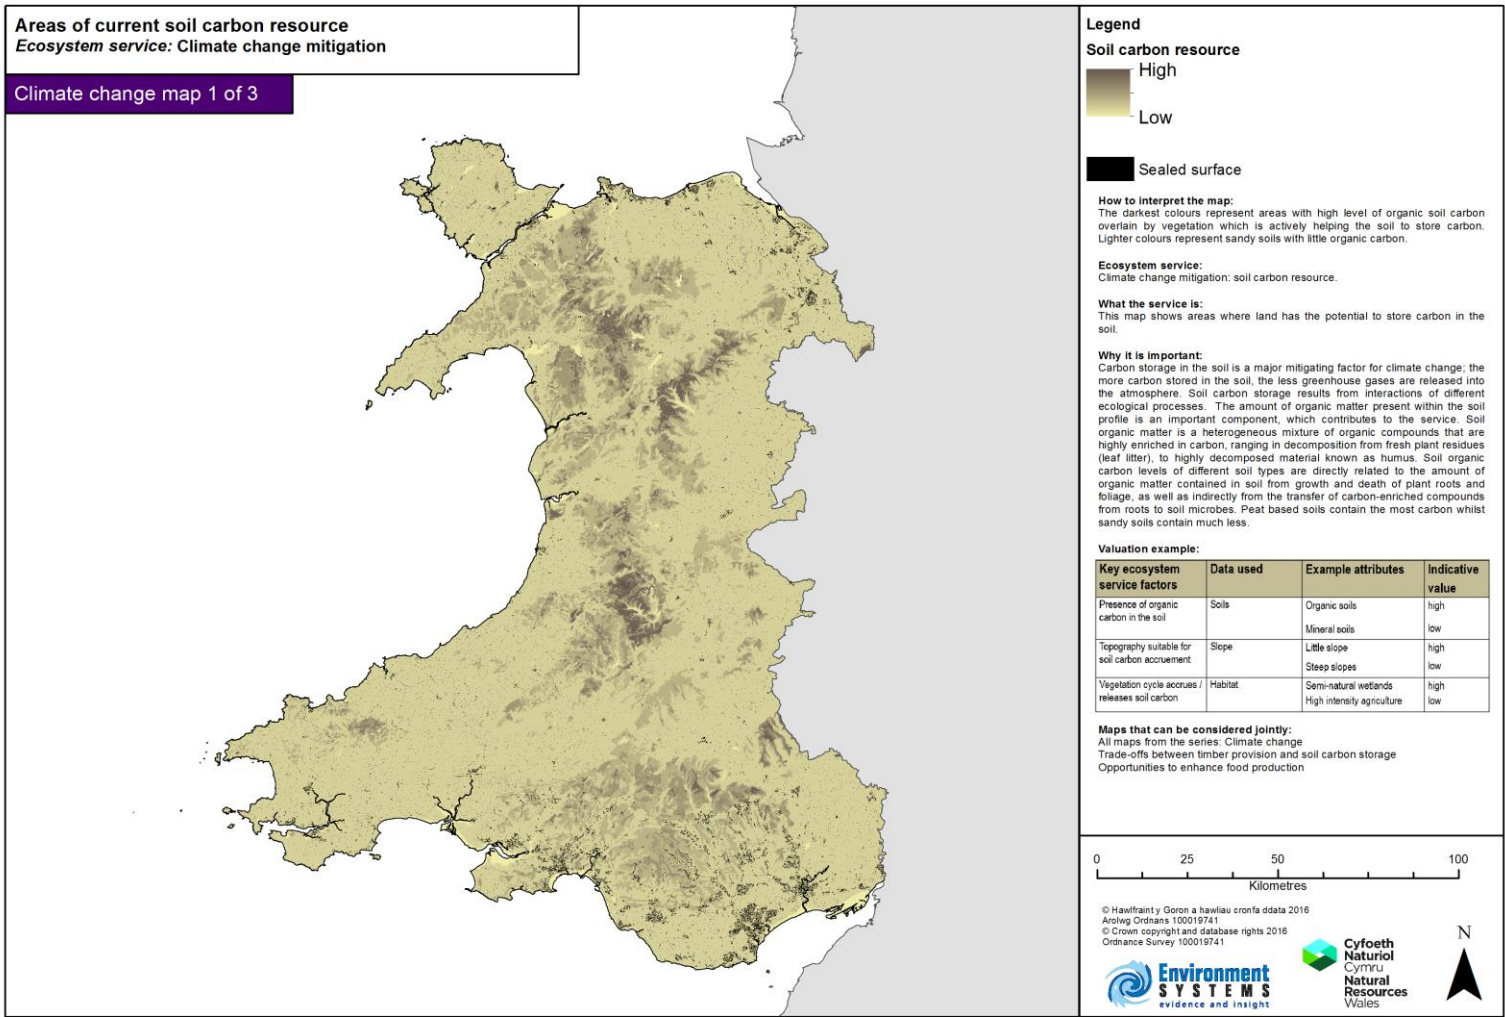 Areas of current soil carbon resource
Ecosystem service: Climate change mitigation
Climate change map 1 of 3
Legend
Soil carbon resource
High
Low
Sealed surface
How to interpret the map:
The darkest colours represent areas with high level of organic soil carbon
overlain by vegetation which is actively helping the soil to store carbon.
Lighter colours represent sandy soils with little organic carbon.
Ecosystem service:
Climate change mitigation: soil carbon resource.
What the service is:
This map shows areas where land has the potential to store carbon in the
soil.
Why it is important:
Carbon storage in the soil is a major mitigating factor for climate change; the
more carbon stored in the soil, the less greenhouse gases are released into
the atmosphere. Soil carbon storage results from interactions of different
ecological processes. The amount of organic matter present within the soil
profile is an important component, which contributes to the service. Soil
organic matter is a heterogeneous mixture of organic compounds that are
highly enriched in carbon, ranging in decomposition from fresh plant residues
(leaf litter), to highly decomposed material known as humus. Soil organic
carbon levels of different soil types are directly related to the amount of
organic matter contained in soil from growth and death of plant roots and
foliage, as well as indirectly from the transfer of carbon-enriched compounds
from roots to soil microbes. Peat based soils contain the most carbon whilst
sandy soils contain much less.
Valuation example:
Key ecosystem service factors Data used Example attributes Indicative value
Presence of organic carbon in the soil Soils Organic soils high
Mineral soils low
Topography suitable for soil carbon accruement Slope Little slope high
Steep slopes low
Vegetation cycle accrues / releases soil carbon Habitat Semi-natural wetlands high
High intensity agriculture low
Maps that can be considered jointly:
All maps from the series: Climate change
Trade-offs between timber provision and soil carbon storage
Opportunities to enhance food production
0 25 50 100
Kilometres
© Hawlfraint y Goron a hawliau cronfa ddata 2016
Arolwg Ordnans 100019741
© Crown copyright and database rights 2016
Ordnance Survey 100019741
Environment
SYSTEMS
evidence and insight
Cyfoeth
Naturiol
Cymru
Natural
Resources
Wales
N